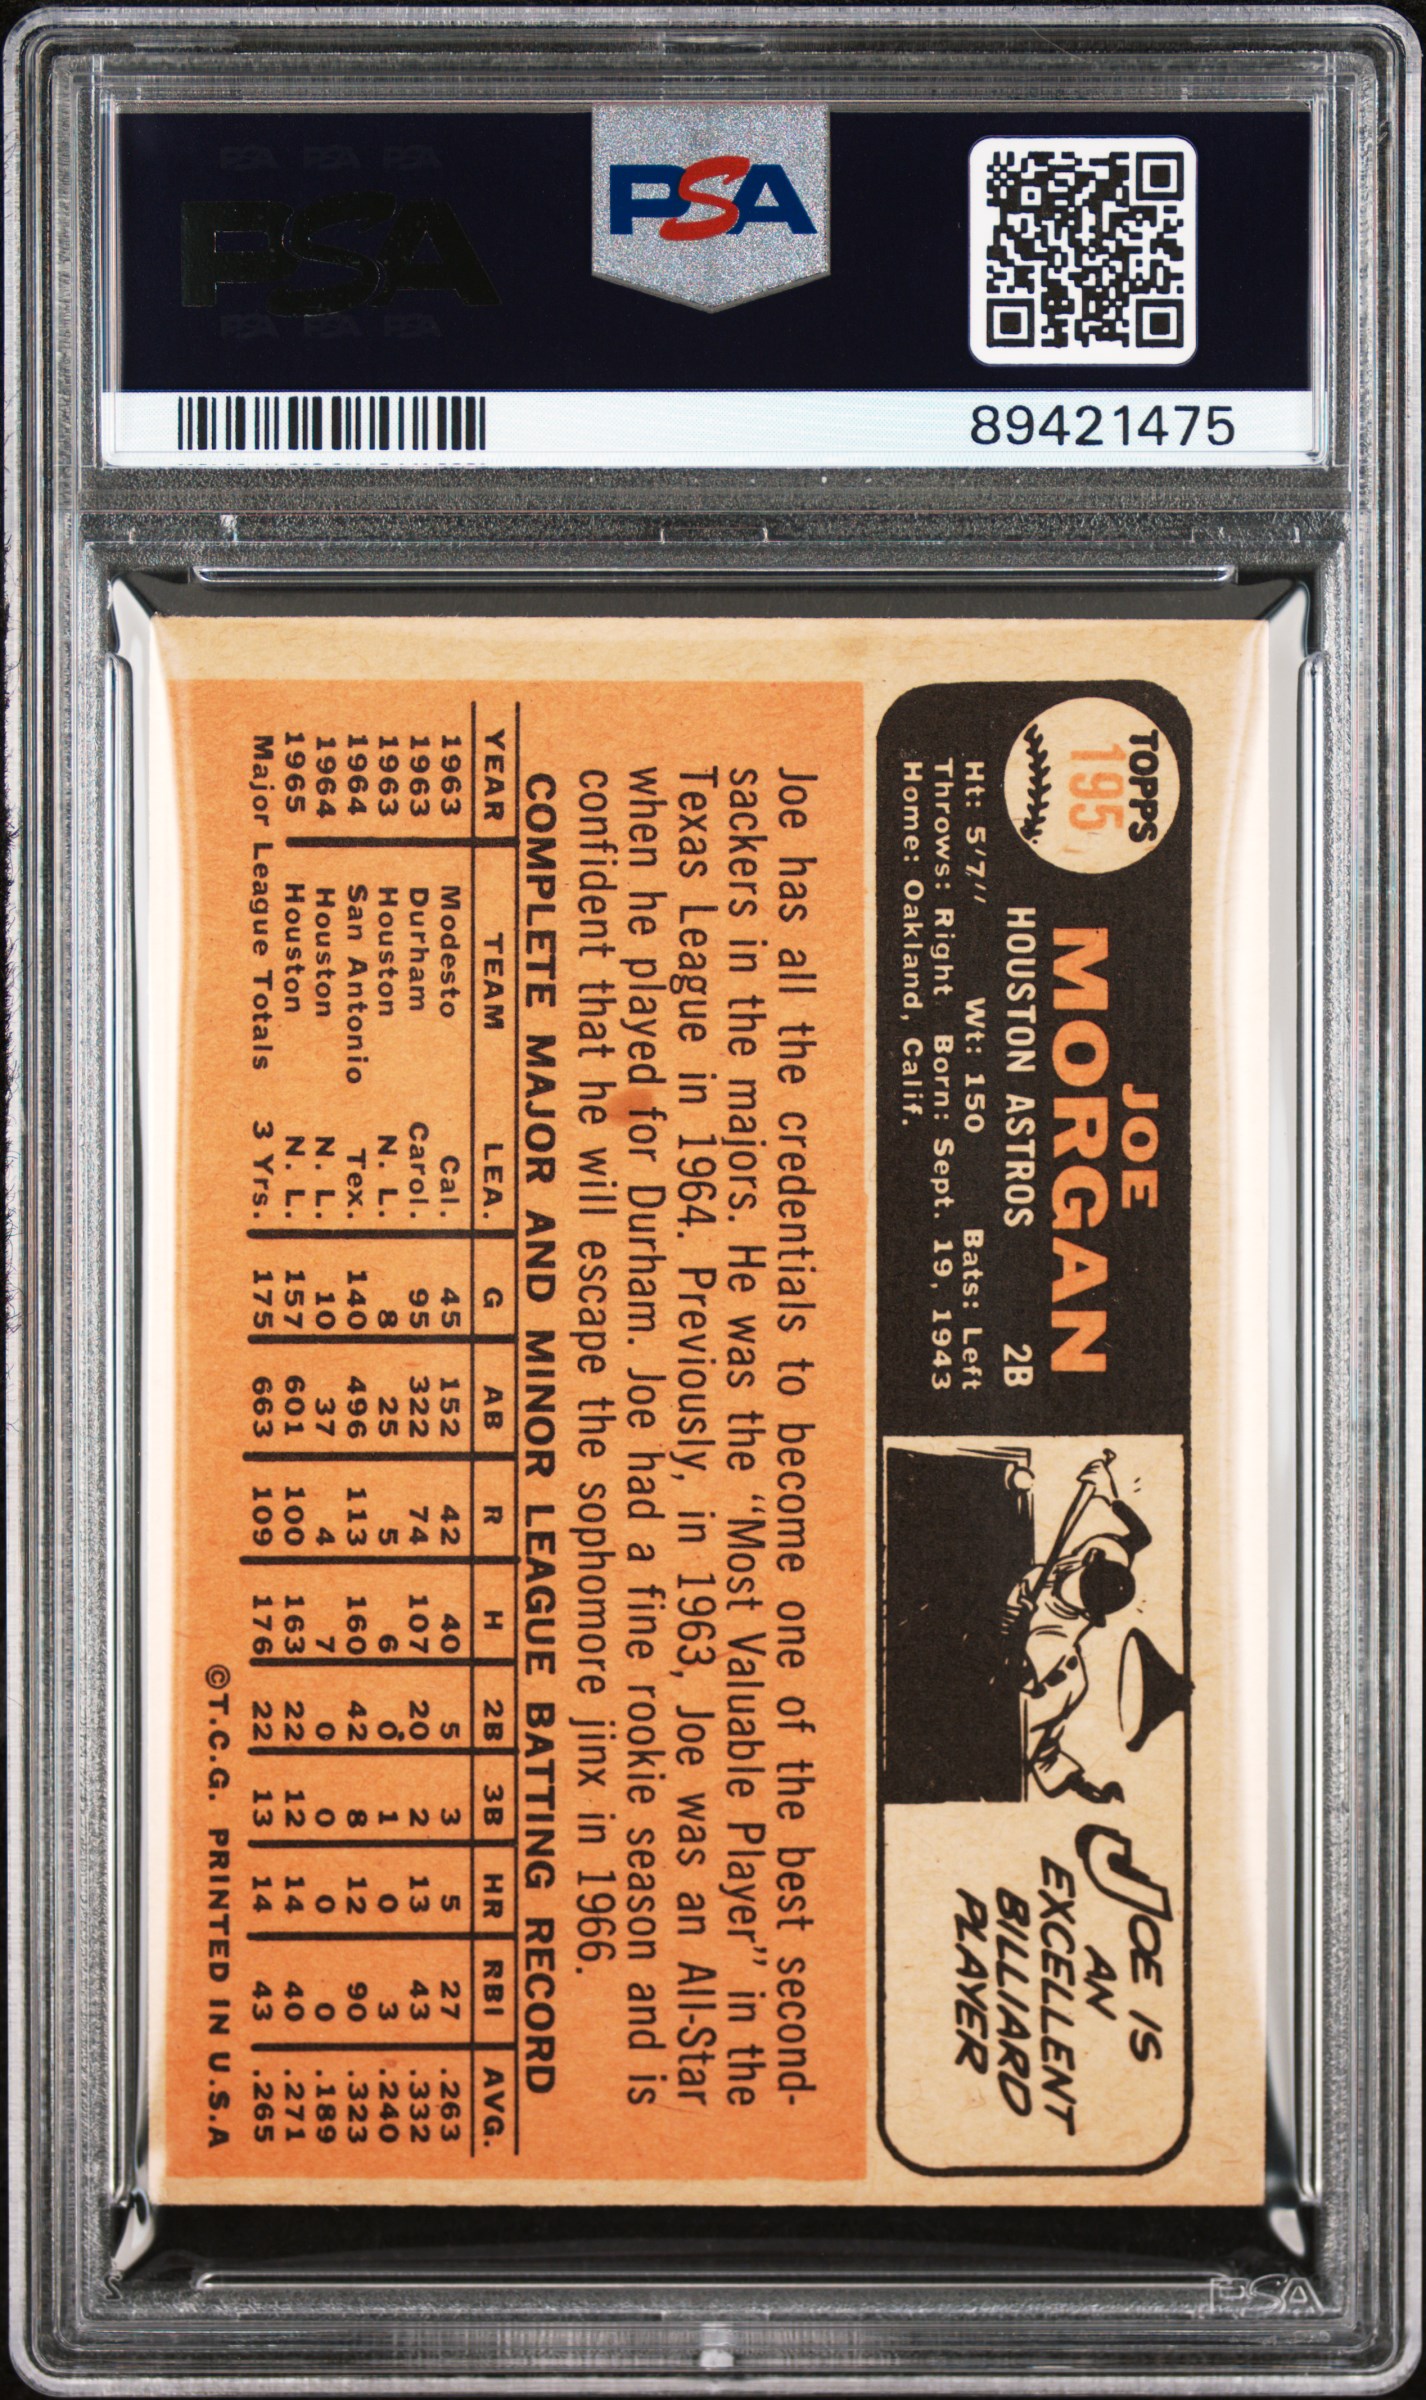 PSA PSA PSA
PSA
PSA PSA PSA
PSA
89421475
TOPPS
195
JOE
MORGAN
HOUSTON ASTROS 2B
Ht: 5'7" Wt: 150 Bats: Left
Throws: Right Born: Sept. 19, 1943
Home: Oakland, Calif.
JOE IS
AN
EXCELLENT
BILLIARD
PLAYER
Joe has all the credentials to become one of the best second-
sackers in the majors. He was the "Most Valuable Player" in the
Texas League in 1964. Previously, in 1963, Joe was an All-Star
when he played for Durham. Joe had a fine rookie season and is
confident that he will escape the sophomore jinx in 1966.
COMPLETE MAJOR AND MINOR LEAGUE BATTING RECORD
YEAR TEAM LEA. G AB R H 2B 3B HR RBI AVG.
1963 Modesto Cal. 45 152 42 40 5 3 5 27 .263
1963 Durham Carol. 95 322 74 107 20 2 13 43 .332
1963 Houston N. L. 8 25 5 6 0 1 0 3 .240
1964 San Antonio Tex. 140 496 113 160 42 8 12 90 .323
1964 Houston N. L. 10 37 4 7 0 0 0 0 .189
1965 Houston N. L. 157 601 100 163 22 12 14 40 .271
Major League Totals 3 Yrs. 175 663 109 176 22 13 14 43 .265
©T.C.G. PRINTED IN U.S.A
PSA